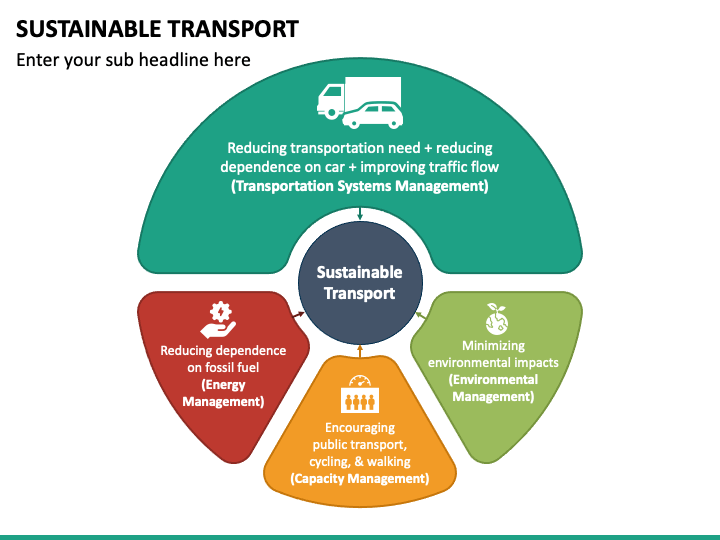 SUSTAINABLE TRANSPORT
Enter your sub headline here
Reducing transportation need + reducing
dependence on car + improving traffic flow
(Transportation Systems Management)
Sustainable
Transport
Reducing dependence
on fossil fuel
(Energy
Management)
Minimizing
environmental impacts
(Environmental
Management)
Encouraging
public transport,
cycling, & walking
(Capacity Management)